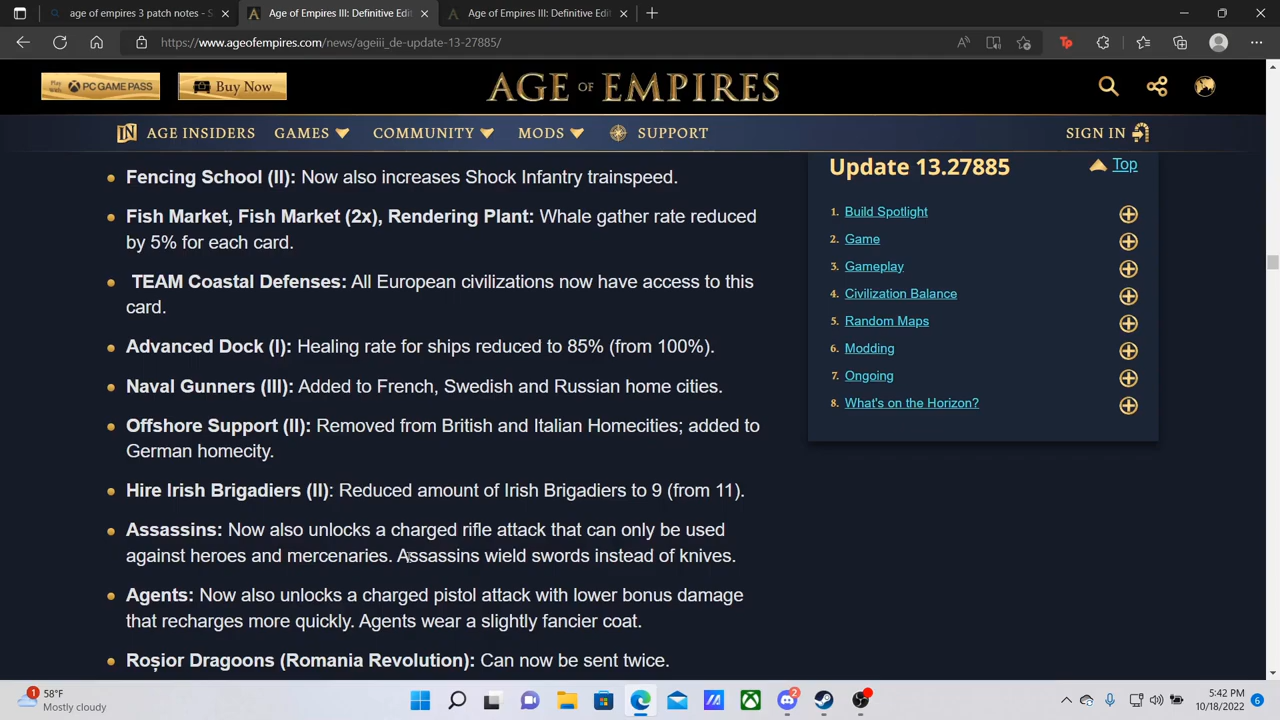 age of empires 3 patch notes - S
Age of Empires III: Definitive Edit
Age of Empires III: Definitive Edit
https://www.ageofempires.com/news/ageiii_de-update-13-27885/
PC GAME PASS
Buy Now
AGE OF EMPIRES
AGE INSIDERS
GAMES
COMMUNITY
MODS
SUPPORT
SIGN IN
Fencing School (II): Now also increases Shock Infantry trainspeed.
Fish Market, Fish Market (2x), Rendering Plant: Whale gather rate reduced
by 5% for each card.
TEAM Coastal Defenses: All European civilizations now have access to this
card.
Advanced Dock (I): Healing rate for ships reduced to 85% (from 100%).
Naval Gunners (III): Added to French, Swedish and Russian home cities.
Offshore Support (II): Removed from British and Italian Homecities; added to
German homecity.
Hire Irish Brigadiers (II): Reduced amount of Irish Brigadiers to 9 (from 11).
Assassins: Now also unlocks a charged rifle attack that can only be used
against heroes and mercenaries. Assassins wield swords instead of knives.
Agents: Now also unlocks a charged pistol attack with lower bonus damage
that recharges more quickly. Agents wear a slightly fancier coat.
Roșior Dragoons (Romania Revolution): Can now be sent twice.
Update 13.27885
Top
1. Build Spotlight
2. Game
3. Gameplay
4. Civilization Balance
5. Random Maps
6. Modding
7. Ongoing
8. What's on the Horizon?
1
58°F
Mostly cloudy
2
5:42 PM
10/18/2022
6